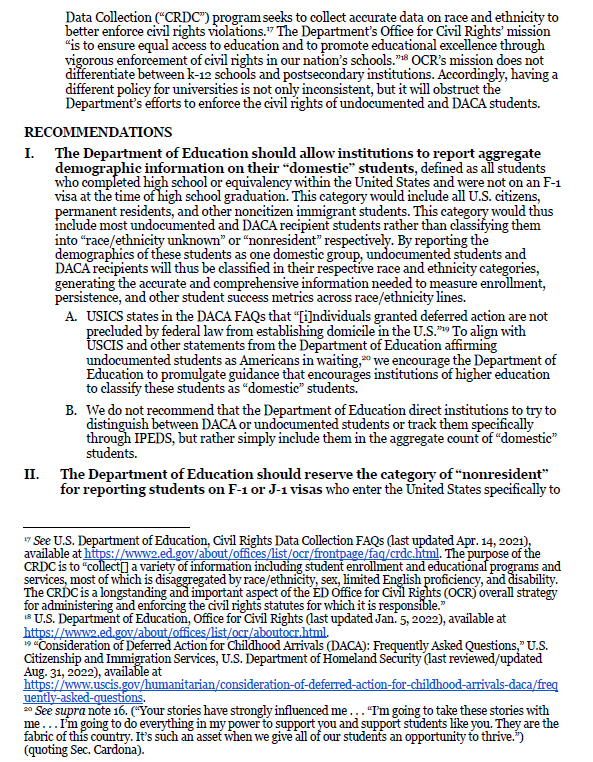 Data Collection (“CRDC”) program seeks to collect accurate data on race and ethnicity to
better enforce civil rights violations.¹⁷ The Department’s Office for Civil Rights’ mission
“is to ensure equal access to education and to promote educational excellence through
vigorous enforcement of civil rights in our nation’s schools.”¹⁸ OCR’s mission does not
differentiate between k-12 schools and postsecondary institutions. Accordingly, having a
different policy for universities is not only inconsistent, but it will obstruct the
Department’s efforts to enforce the civil rights of undocumented and DACA students.
RECOMMENDATIONS
I. The Department of Education should allow institutions to report aggregate
demographic information on their “domestic” students, defined as all students
who completed high school or equivalency within the United States and were not on an F-1
visa at the time of high school graduation. This category would include all U.S. citizens,
permanent residents, and other noncitizen immigrant students. This category would thus
include most undocumented and DACA recipient students rather than classifying them
into “race/ethnicity unknown” or “nonresident” respectively. By reporting the
demographics of these students as one domestic group, undocumented students and
DACA recipients will thus be classified in their respective race and ethnicity categories,
generating the accurate and comprehensive information needed to measure enrollment,
persistence, and other student success metrics across race/ethnicity lines.
A. USICS states in the DACA FAQs that “[i]ndividuals granted deferred action are not
precluded by federal law from establishing domicile in the U.S.”¹⁹ To align with
USCIS and other statements from the Department of Education affirming
undocumented students as Americans in waiting,²⁰ we encourage the Department of
Education to promulgate guidance that encourages institutions of higher education
to classify these students as “domestic” students.
B. We do not recommend that the Department of Education direct institutions to try to
distinguish between DACA or undocumented students or track them specifically
through IPEDS, but rather simply include them in the aggregate count of “domestic”
students.
II. The Department of Education should reserve the category of “nonresident”
for reporting students on F-1 or J-1 visas who enter the United States specifically to
¹⁷ See U.S. Department of Education, Civil Rights Data Collection FAQs (last updated Apr. 14, 2021),
available at https://www2.ed.gov/about/offices/list/ocr/frontpage/faq/crdc.html. The purpose of the
CRDC is to “collect[] a variety of information including student enrollment and educational programs and
services, most of which is disaggregated by race/ethnicity, sex, limited English proficiency, and disability.
The CRDC is a longstanding and important aspect of the ED Office for Civil Rights (OCR) overall strategy
for administering and enforcing the civil rights statutes for which it is responsible.”
¹⁸ U.S. Department of Education, Office for Civil Rights (last updated Jan. 5, 2022), available at
https://www2.ed.gov/about/offices/list/ocr/aboutocr.html.
¹⁹ “Consideration of Deferred Action for Childhood Arrivals (DACA): Frequently Asked Questions,” U.S.
Citizenship and Immigration Services, U.S. Department of Homeland Security (last reviewed/updated
Aug. 31, 2022), available at
https://www.uscis.gov/humanitarian/consideration-of-deferred-action-for-childhood-arrivals-daca/freq
uently-asked-questions.
²⁰ See supra note 16. (“Your stories have strongly influenced me . . . “I’m going to take these stories with
me . . . I’m going to do everything in my power to support you and support students like you. They are the
fabric of this country. It’s such an asset when we give all of our students an opportunity to thrive.”)
(quoting Sec. Cardona).